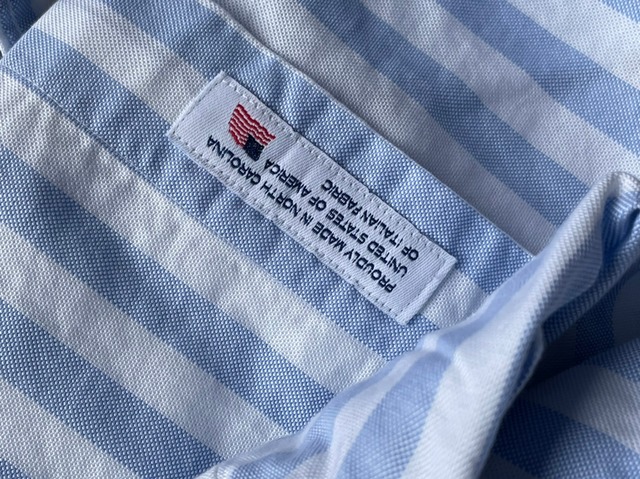 PROUDLY MADE IN NORTH CAROLINA
UNITED STATES OF AMERICA
OF ITALIAN FABRIC